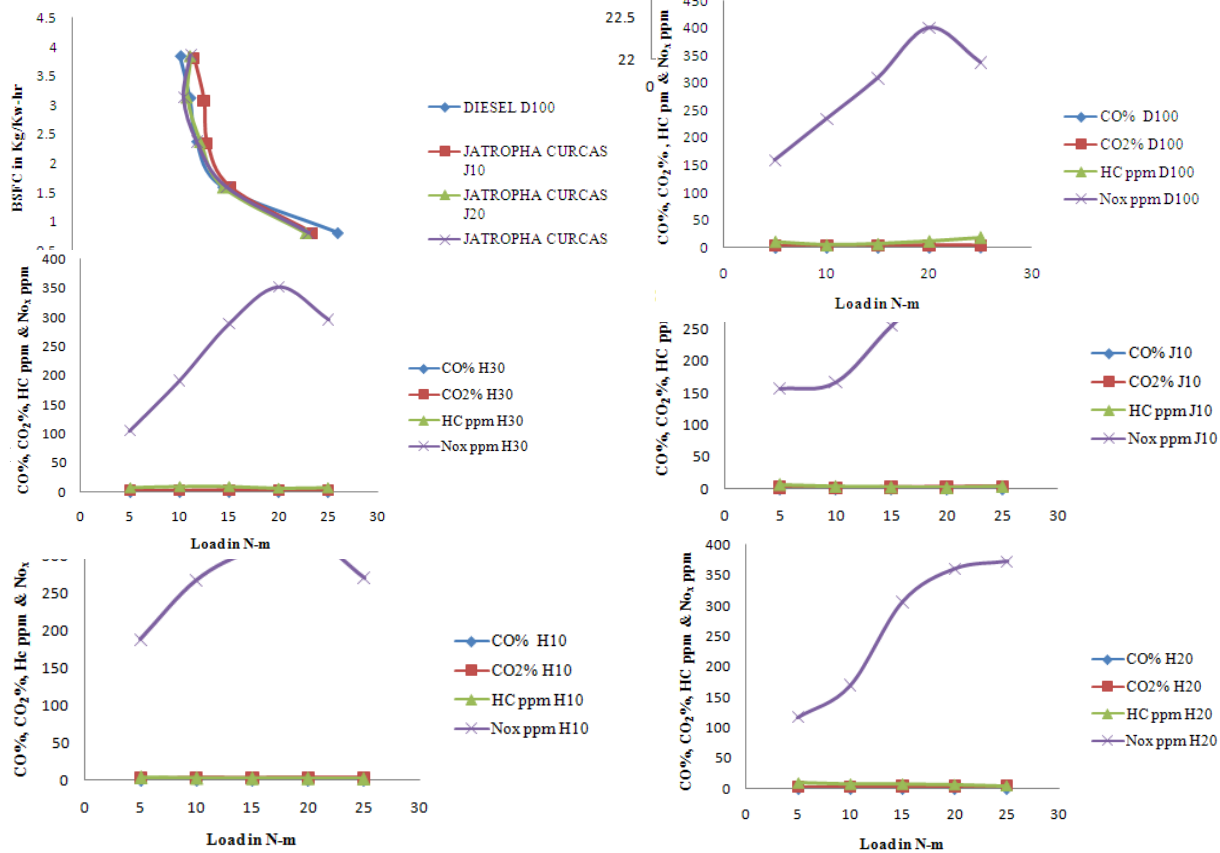 4.5
4
3.5
3
2.5
2
1.5
1
0.5
BSFC in Kg/Kw-hr
DIESEL D100
JATROPHA CURCAS
J10
JATROPHA CURCAS
J20
JATROPHA CURCAS
22.5
22
0
450
400
350
300
250
200
150
100
50
0
CO%, CO2%, HC pm & Nox ppm
0 10 20 30
Load in N-m
CO% D100
CO2% D100
HC ppm D100
Nox ppm D100
400
350
300
250
200
150
100
50
0
CO%, CO2%, HC ppm & Nox ppm
0 5 10 15 20 25 30
Load in N-m
CO% H30
CO2% H30
HC ppm H30
Nox ppm H30
250
200
150
100
50
0
CO%, CO2%, HC
0 5 10 15 20 25 30
CO% J10
CO2% J10
HC ppm J10
Nox ppm J10
250
200
150
100
50
0
CO%, CO2%, Hc ppm & Nox
0 5 10 15 20 25 30
Load in N-m
CO% H10
CO2% H10
HC ppm H10
Nox ppm H10
400
350
300
250
200
150
100
50
0
CO%, CO2%, HC ppm & Nox ppm
0 5 10 15 20 25 30
Load in N-m
CO% H20
CO2% H20
HC ppm H20
Nox ppm H20